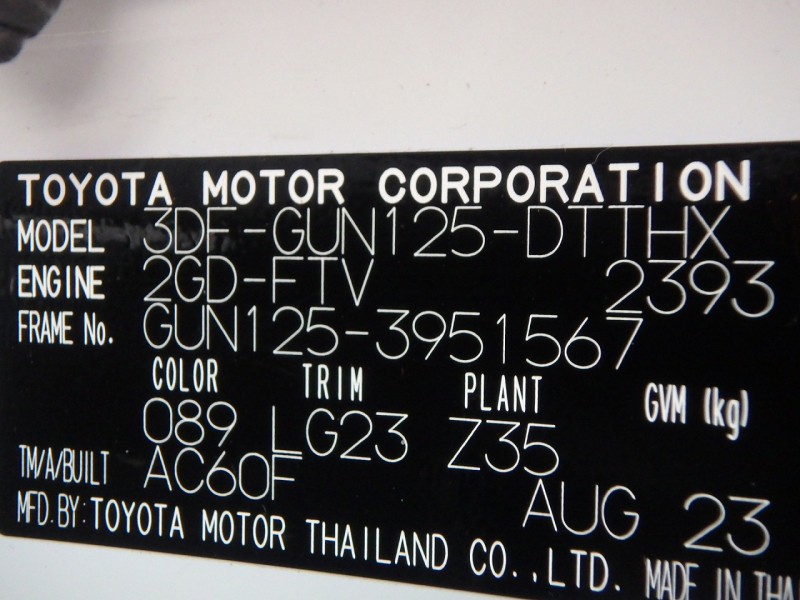 TOYOTA MOTOR CORPORATION
MODEL 3DF-GUN125-DTTHX
ENGINE 2GD-FTV 2393
FRAME No. GUN125-3951567
COLOR TRIM PLANT GVM (kg)
089 LG23 Z35
TM/A/BUILT AC60F AUG 23
MFD. BY: TOYOTA MOTOR THAILAND CO.,LTD. MADE IN THA